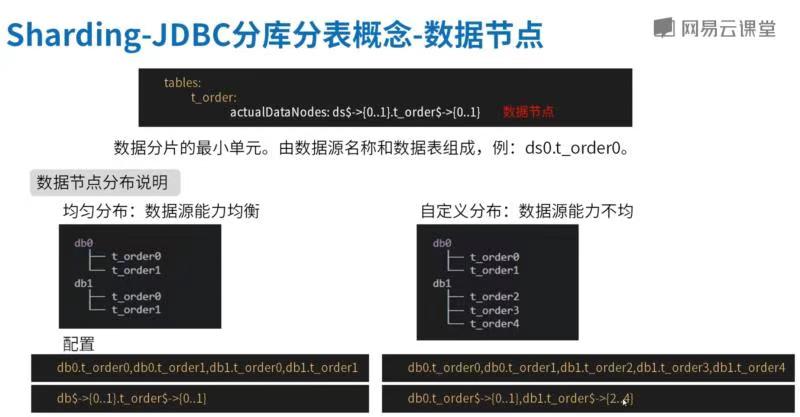 Sharding-JDBC分库分表概念-数据节点
网易云课堂
tables:
t_order:
actualDataNodes: ds$->{0..1}.t_order$->{0..1} 数据节点
数据分片的最小单元。由数据源名称和数据表组成，例：ds0.t_order0。
数据节点分布说明
均匀分布：数据源能力均衡
db0
t_order0
t_order1
db1
t_order0
t_order1
自定义分布：数据源能力不均
db0
t_order0
t_order1
db1
t_order2
t_order3
t_order4
配置
db0.t_order0,db0.t_order1,db1.t_order0,db1.t_order1
db$->{0..1}.t_order$->{0..1}
db0.t_order0,db0.t_order1,db1.t_order2,db1.t_order3,db1.t_order4
db0.t_order$->{0..1},db1.t_order$->{2..4}